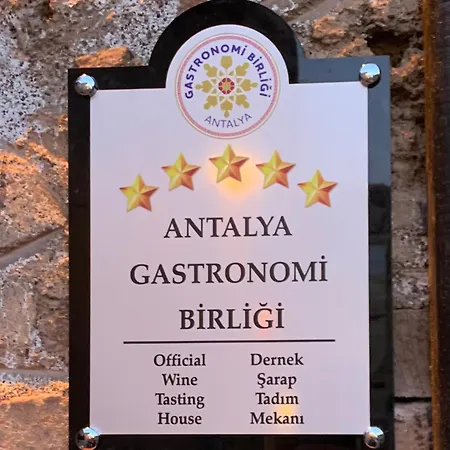 GASTRONOMİ BİRLİĞİ
ANTALYA
ANTALYA
GASTRONOMİ
BİRLİĞİ
Official Dernek
Wine Şarap
Tasting Tadım
House Mekanı